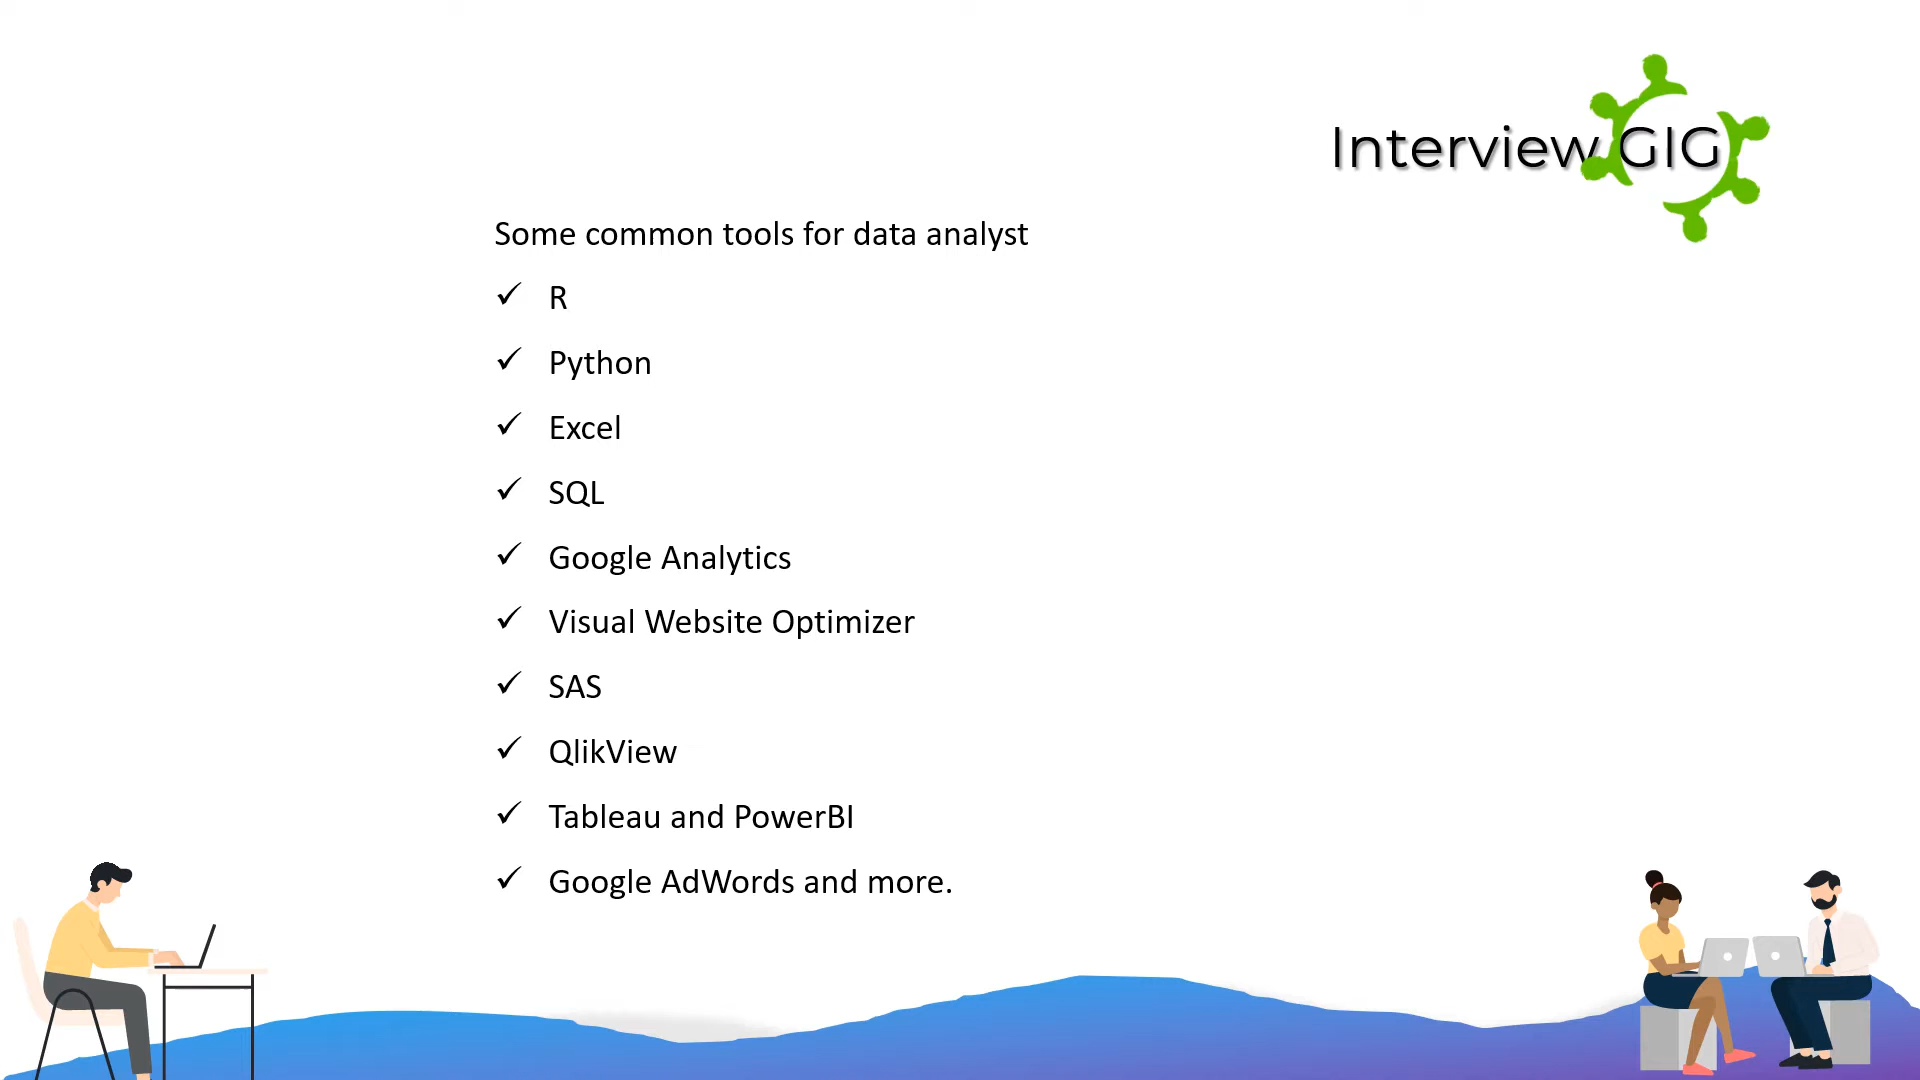 Interview GIG
Some common tools for data analyst
✓ R
✓ Python
✓ Excel
✓ SQL
✓ Google Analytics
✓ Visual Website Optimizer
✓ SAS
✓ QlikView
✓ Tableau and PowerBI
✓ Google AdWords and more.